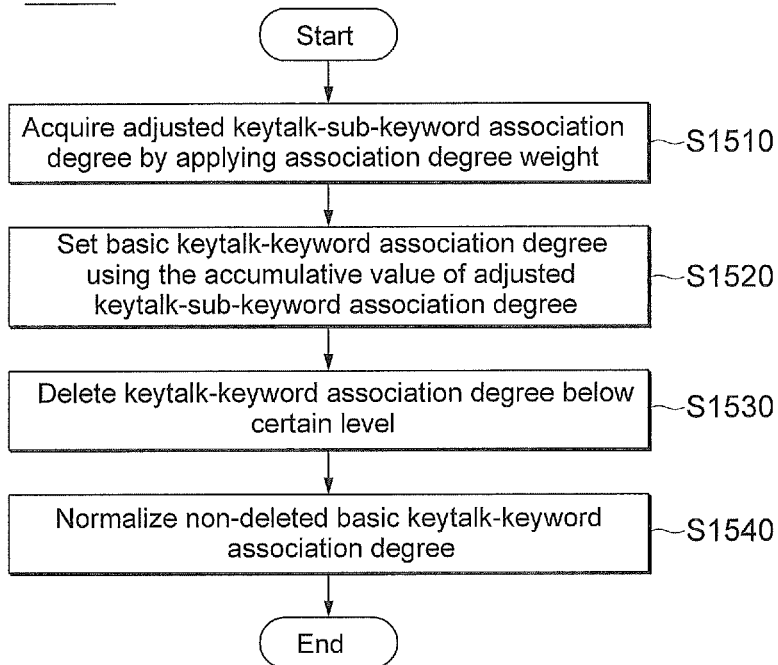 Start
Acquire adjusted keytalk-sub-keyword association
degree by applying association degree weight
S1510
Set basic keytalk-keyword association degree
using the accumulative value of adjusted
keytalk-sub-keyword association degree
S1520
Delete keytalk-keyword association degree below
certain level
S1530
Normalize non-deleted basic keytalk-keyword
association degree
S1540
End